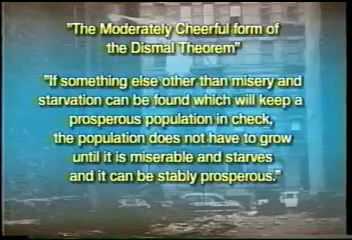 "The Moderately Cheerful form of
the Dismal Theorem"
"If something else other than misery and
starvation can be found which will keep a
prosperous population in check,
the population does not have to grow
until it is miserable and starves
and it can be stably prosperous."